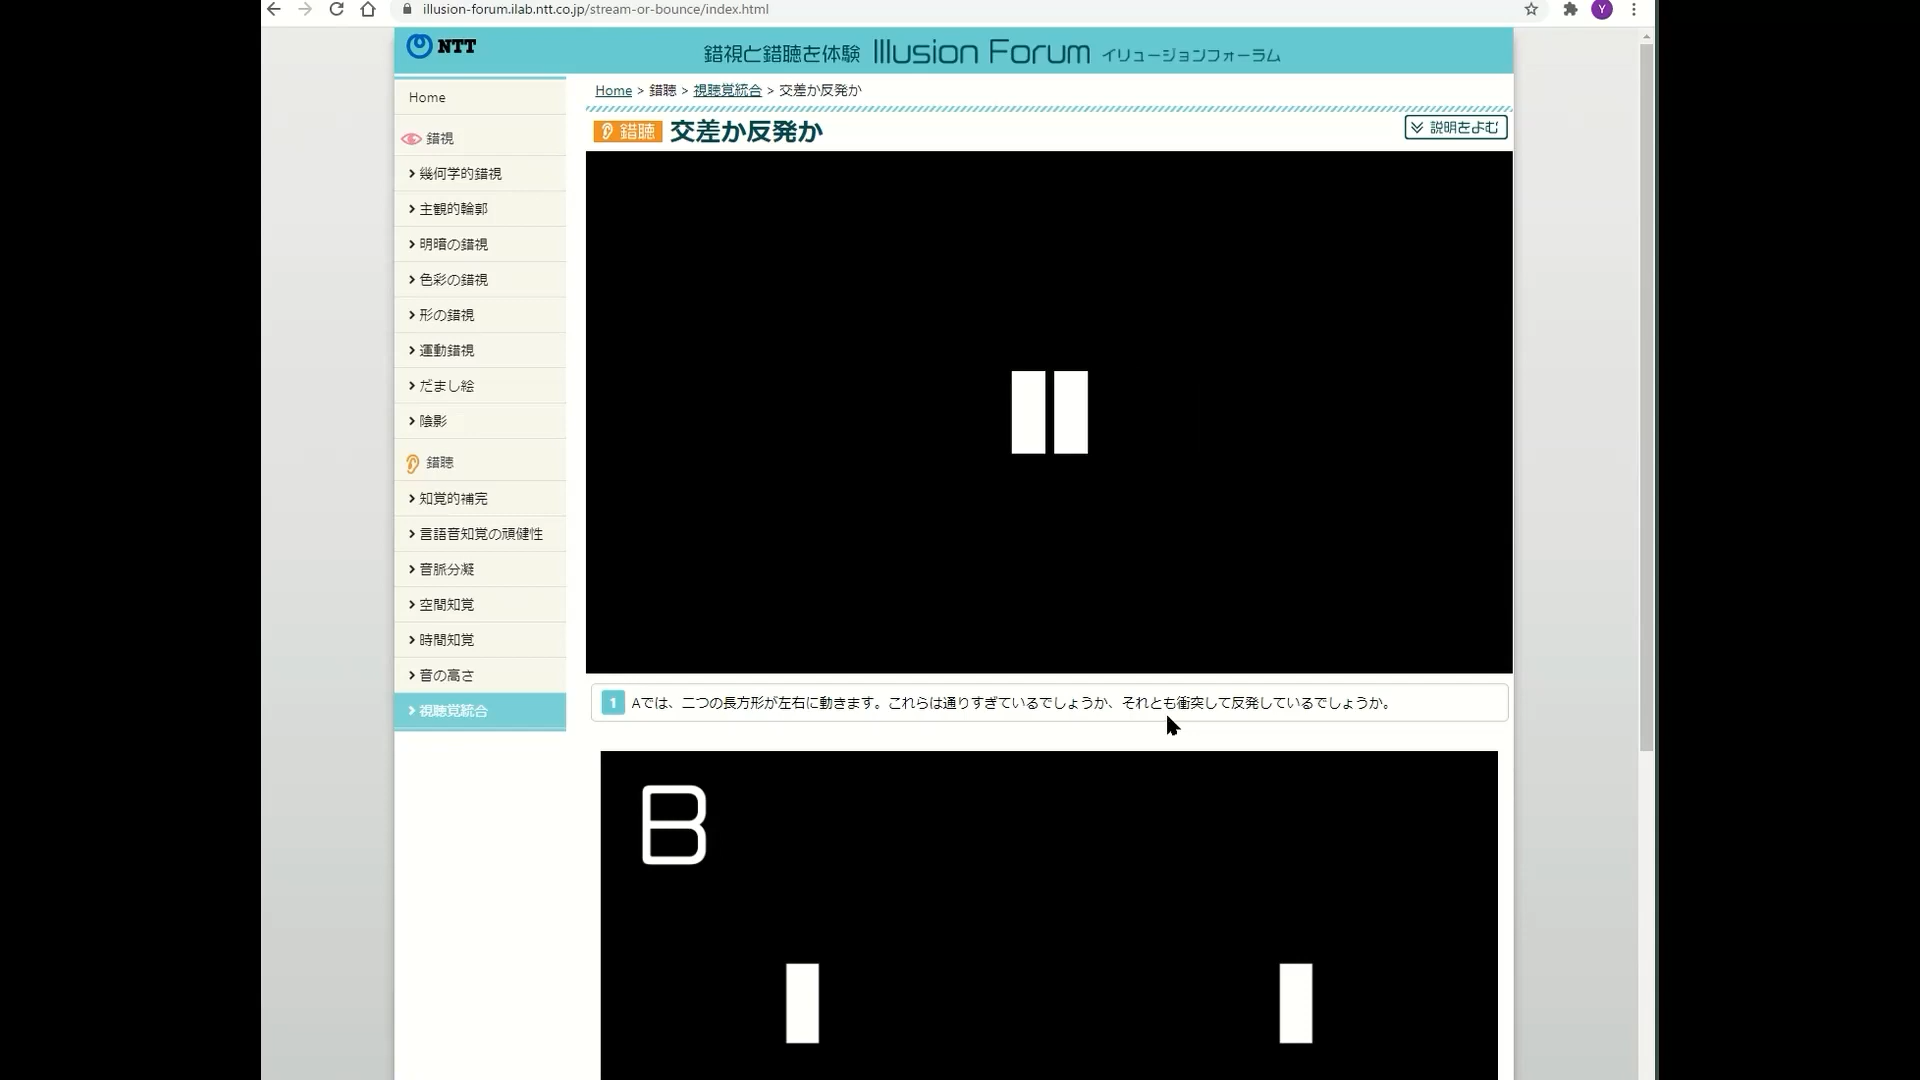 illusion-forum.ilab.ntt.co.jp/stream-or-bounce/index.html
Y
NTT
錯視と錯聴を体験 Illusion Forum イリュージョンフォーラム
Home
錯視
幾何学的錯視
主観的輪郭
明暗の錯視
色彩の錯視
形の錯視
運動錯視
だまし絵
陰影
錯聴
知覚的補完
言語音知覚の頑健性
音脈分凝
空間知覚
時間知覚
音の高さ
視聴覚統合
Home > 錯聴 > 視聴覚統合 > 交差か反発か
錯聴 交差か反発か
説明をよむ
1 Aでは、二つの長方形が左右に動きます。これらは通りすぎているでしょうか、それとも衝突して反発しているでしょうか。
B